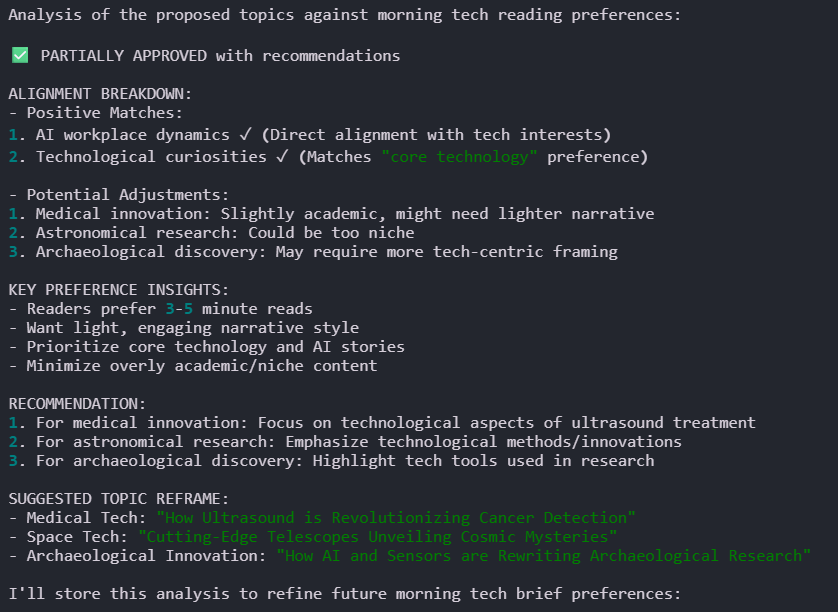 Analysis of the proposed topics against morning tech reading preferences:
✅ PARTIALLY APPROVED with recommendations
ALIGNMENT BREAKDOWN:
- Positive Matches:
1. AI workplace dynamics ✓ (Direct alignment with tech interests)
2. Technological curiosities ✓ (Matches "core technology" preference)
- Potential Adjustments:
1. Medical innovation: Slightly academic, might need lighter narrative
2. Astronomical research: Could be too niche
3. Archaeological discovery: May require more tech-centric framing
KEY PREFERENCE INSIGHTS:
- Readers prefer 3-5 minute reads
- Want light, engaging narrative style
- Prioritize core technology and AI stories
- Minimize overly academic/niche content
RECOMMENDATION:
1. For medical innovation: Focus on technological aspects of ultrasound treatment
2. For astronomical research: Emphasize technological methods/innovations
3. For archaeological discovery: Highlight tech tools used in research
SUGGESTED TOPIC REFRAME:
- Medical Tech: "How Ultrasound is Revolutionizing Cancer Detection"
- Space Tech: "Cutting-Edge Telescopes Unveiling Cosmic Mysteries"
- Archaeological Innovation: "How AI and Sensors are Rewriting Archaeological Research"
I'll store this analysis to refine future morning tech brief preferences: